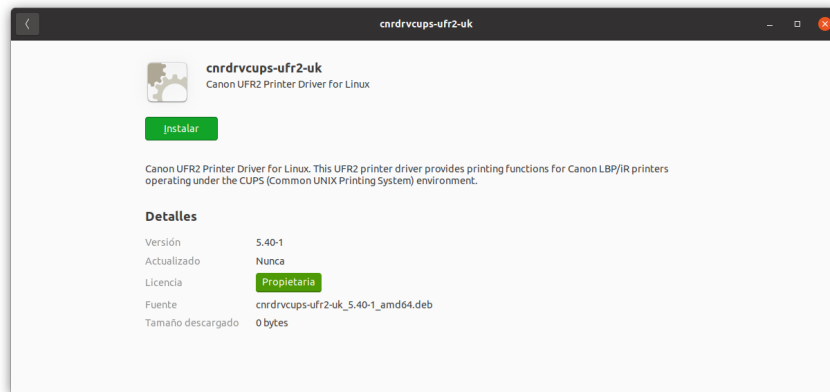 cnrdrvcups-ufr2-uk
cnrdrvcups-ufr2-uk
Canon UFR2 Printer Driver for Linux
Instalar
Canon UFR2 Printer Driver for Linux. This UFR2 printer driver provides printing functions for Canon LBP/iR printers
operating under the CUPS (Common UNIX Printing System) environment.
Detalles
Versión 5.40-1
Actualizado Nunca
Licencia Propietaria
Fuente cnrdrvcups-ufr2-uk_5.40-1_amd64.deb
Tamaño descargado 0 bytes